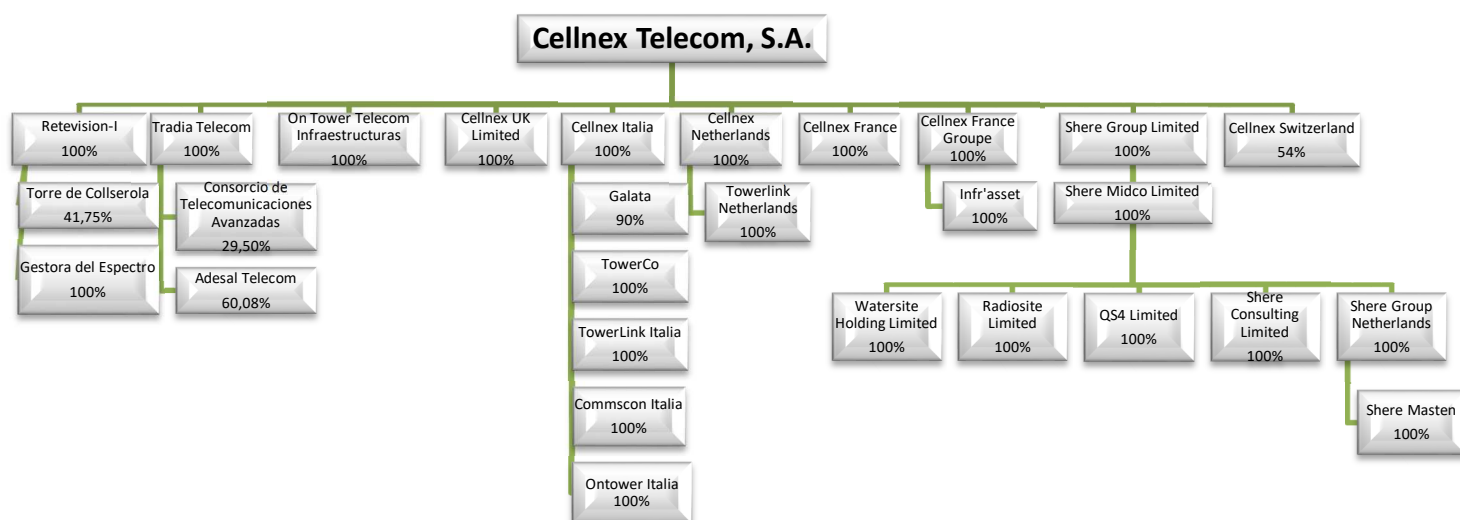 Cellnex Telecom, S.A.
Retevision-I
100%
Tradia Telecom
100%
On Tower Telecom
Infraestructuras
100%
Cellnex UK
Limited
100%
Cellnex Italia
100%
Cellnex
Netherlands
100%
Cellnex France
100%
Cellnex France
Groupe
100%
Shere Group Limited
100%
Cellnex Switzerland
54%
Torre de Collserola
41,75%
Gestora del Espectro
100%
Consorcio de
Telecomunicaciones
Avanzadas
29,50%
Adesal Telecom
60,08%
Galata
90%
TowerCo
100%
TowerLink Italia
100%
Commscon Italia
100%
Ontower Italia
100%
Towerlink
Netherlands
100%
Infr'asset
100%
Shere Midco Limited
100%
Watersite
Holding Limited
100%
Radiosite
Limited
100%
QS4 Limited
100%
Shere
Consulting
Limited
100%
Shere Group
Netherlands
100%
Shere Masten
100%